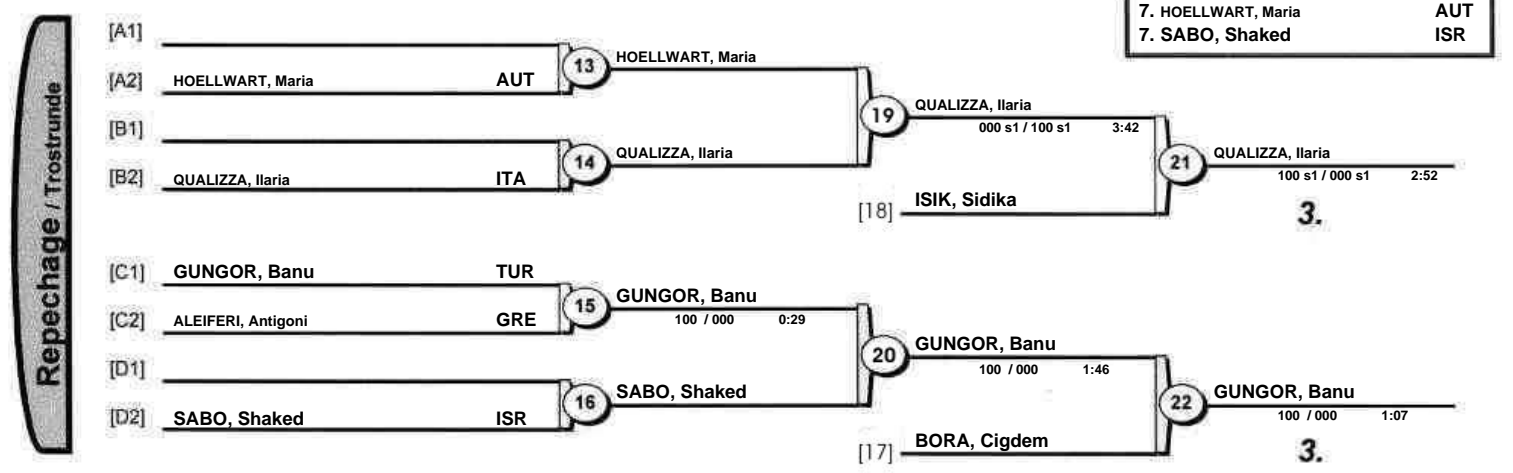 7. HOELLWART, Maria AUT
7. SABO, Shaked ISR
Repechage / Trostrunde
[A1]
13 HOELLWART, Maria
[A2] HOELLWART, Maria AUT
19 QUALIZZA, Ilaria
000 s1 / 100 s1 3:42
[B1]
14 QUALIZZA, Ilaria
21 QUALIZZA, Ilaria
100 s1 / 000 s1 2:52
[B2] QUALIZZA, Ilaria ITA
[18] ISIK, Sidika
3.
[C1] GUNGOR, Banu TUR
15 GUNGOR, Banu
100 / 000 0:29
[C2] ALEIFERI, Antigoni GRE
20 GUNGOR, Banu
100 / 000 1:46
[D1]
16 SABO, Shaked
22 GUNGOR, Banu
100 / 000 1:07
[D2] SABO, Shaked ISR
[17] BORA, Cigdem
3.